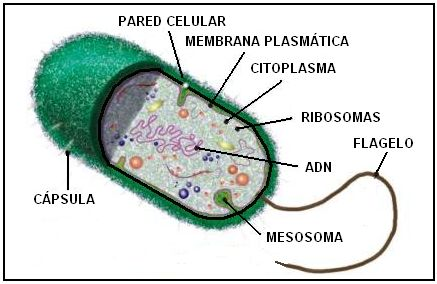 PARED CELULAR
MEMBRANA PLASMÁTICA
CITOPLASMA
RIBOSOMAS
FLAGELO
ADN
CÁPSULA
MESOSOMA